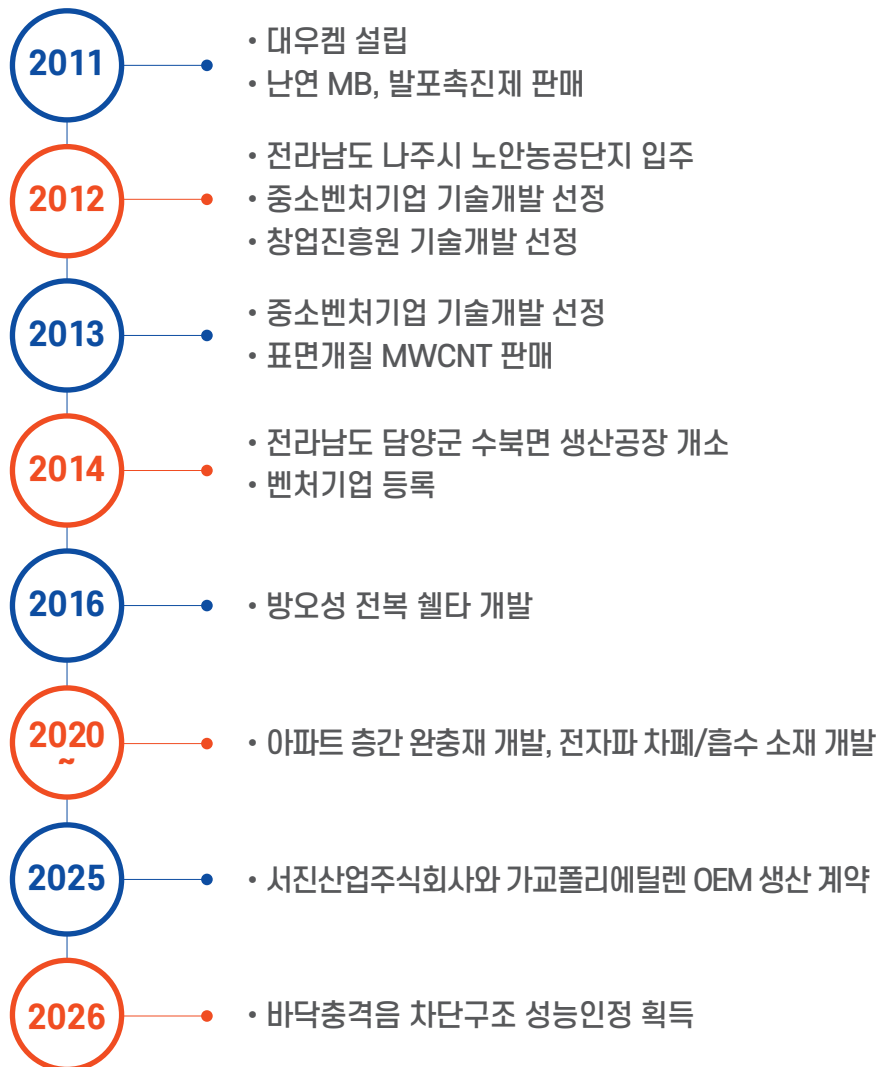 2011
• 대우켐 설립
• 난연 MB, 발포촉진제 판매
2012
• 전라남도 나주시 노안농공단지 입주
• 중소벤처기업 기술개발 선정
• 창업진흥원 기술개발 선정
2013
• 중소벤처기업 기술개발 선정
• 표면개질 MWCNT 판매
2014
• 전라남도 담양군 수북면 생산공장 개소
• 벤처기업 등록
2016
• 방오성 전복 쉘타 개발
2020
~
• 아파트 층간 완충재 개발, 전자파 차폐/흡수 소재 개발
2025
• 서진산업주식회사와 가교폴리에틸렌 OEM 생산 계약
2026
• 바닥충격음 차단구조 성능인정 획득